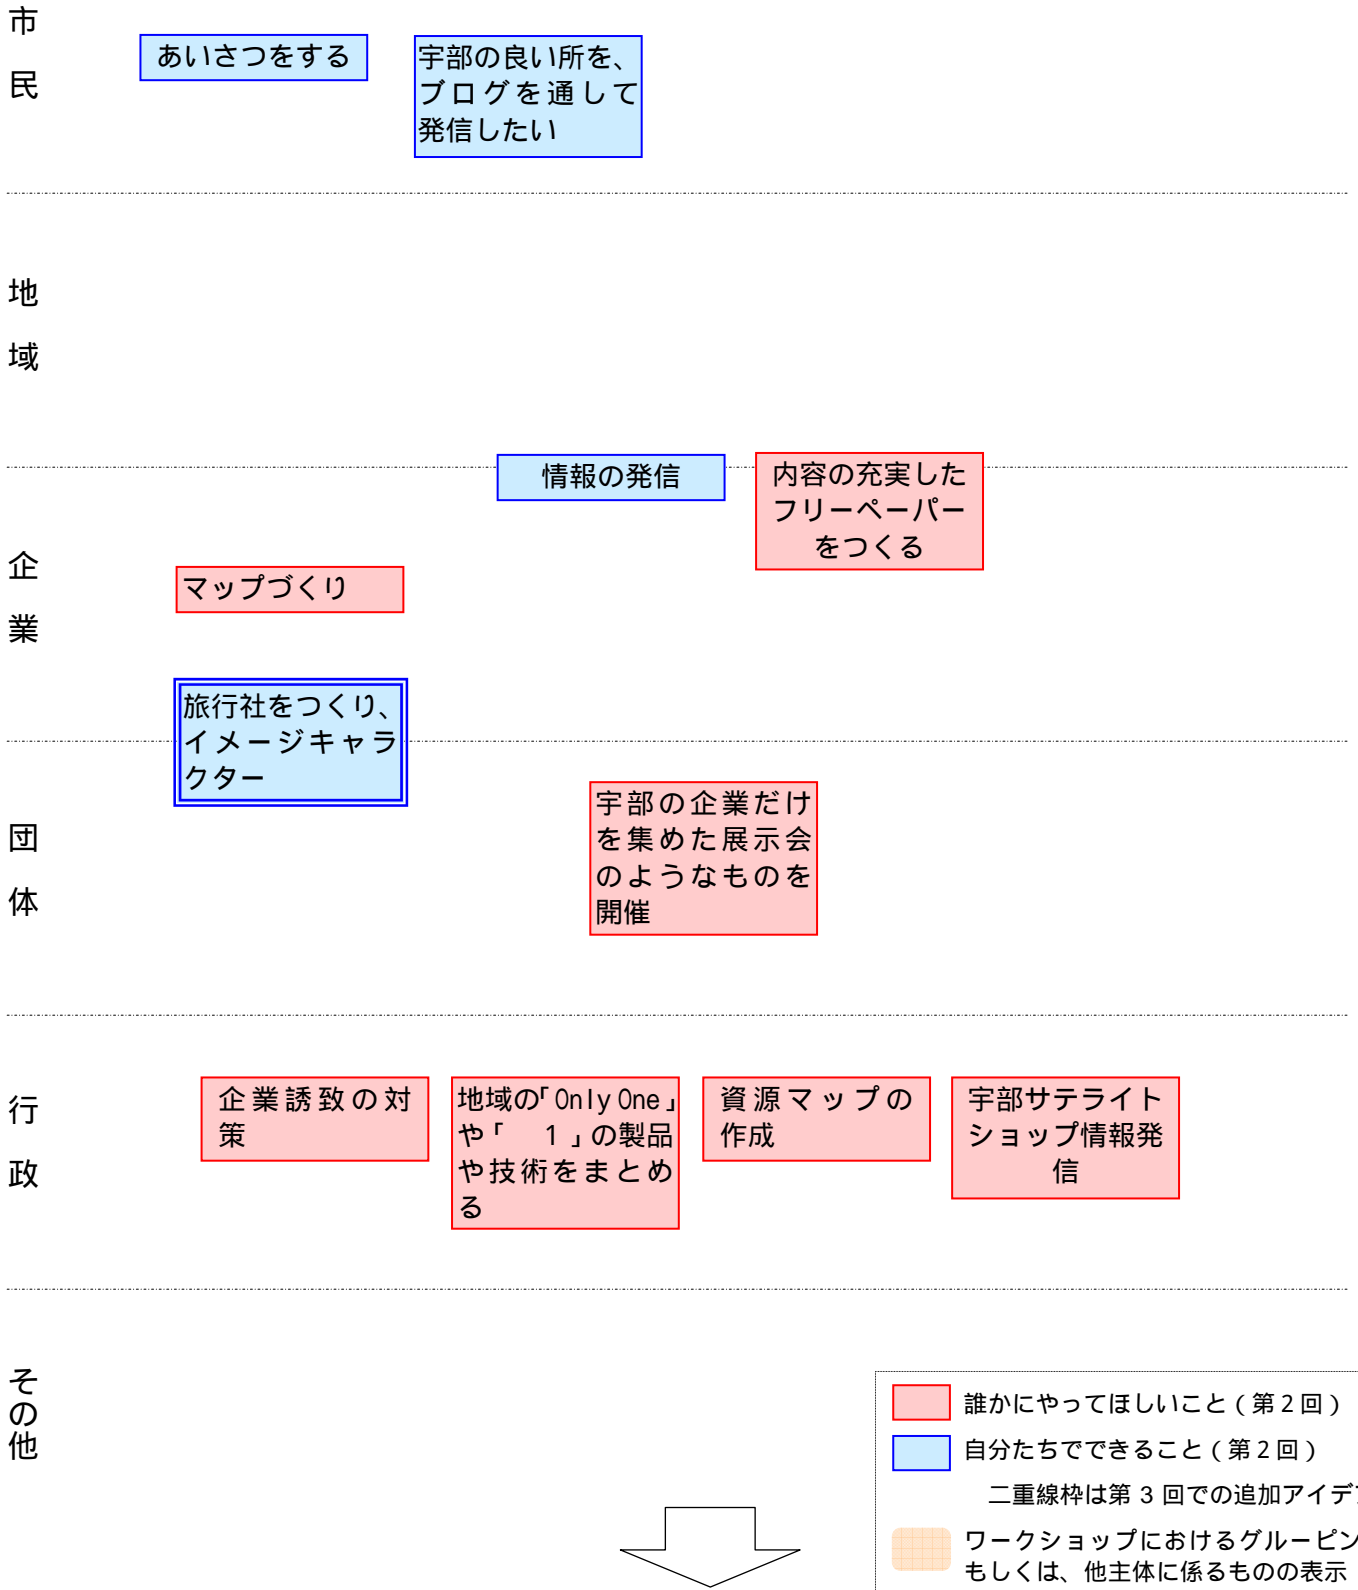 市民
あいさつをする
宇部の良い所を、
ブログを通して
発信したい
地域
情報の発信
内容の充実した
フリーペーパー
をつくる
企業
マップづくり
旅行社をつくり、
イメージキャラ
クター
団体
宇部の企業だけ
を集めた展示会
のようなものを
開催
行政
企業誘致の対
策
地域の「Only One」
や「　1」の製品
や技術をまとめ
る
資源マップの
作成
宇部サテライト
ショップ情報発
信
その他
誰かにやってほしいこと（第2回）
自分たちでできること（第2回）
二重線枠は第3回での追加アイデ
ワークショップにおけるグルーピン
もしくは、他主体に係るものの表示